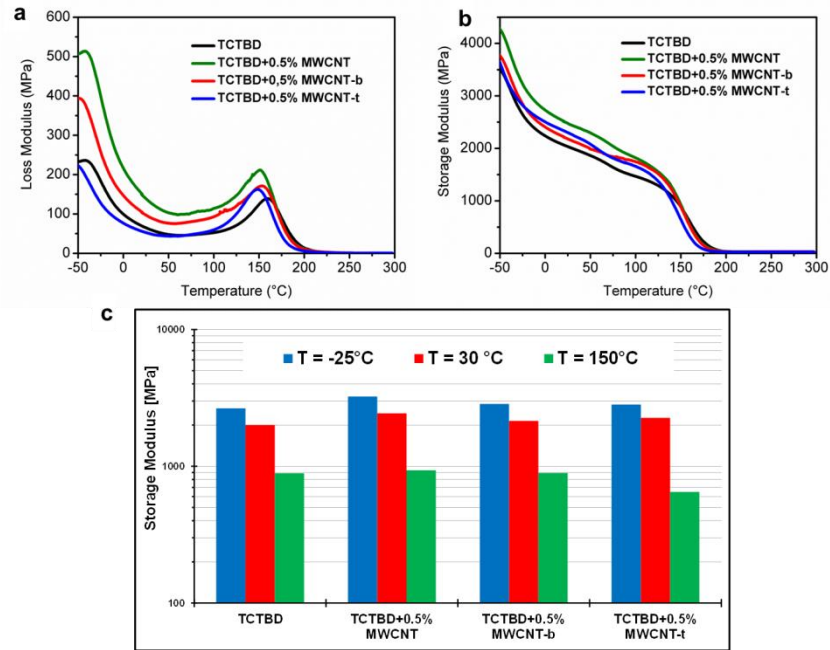 a
600
500
400
300
200
100
0
Loss Modulus (MPa)
TCTBD
TCTBD+0.5% MWCNT
TCTBD+0,5% MWCNT-b
TCTBD+0.5% MWCNT-t
-50 0 50 100 150 200 250 300
Temperature (°C)
b
4000
3000
2000
1000
0
Storage Modulus (MPa)
TCTBD
TCTBD+0.5% MWCNT
TCTBD+0.5% MWCNT-b
TCTBD+0.5% MWCNT-t
-50 0 50 100 150 200 250 300
Temperature (°C)
c
10000
1000
100
Storage Modulus [MPa]
T = -25°C T = 30 °C T = 150°C
TCTBD
TCTBD+0.5%
MWCNT
TCTBD+0.5%
MWCNT-b
TCTBD+0.5%
MWCNT-t